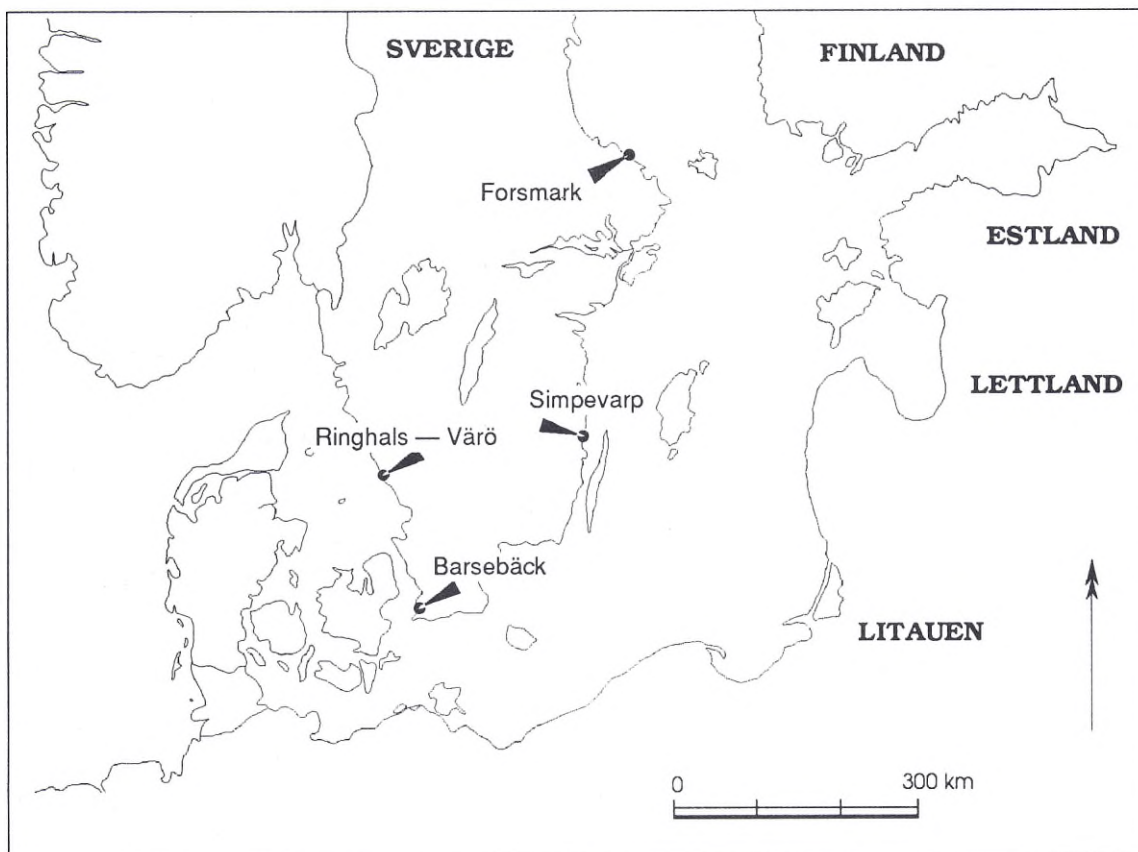 SVERIGE
FINLAND
Forsmark
ESTLAND
LETTLAND
Simpevarp
Ringhals — Värö
Barsebäck
LITAUEN
0 300 km